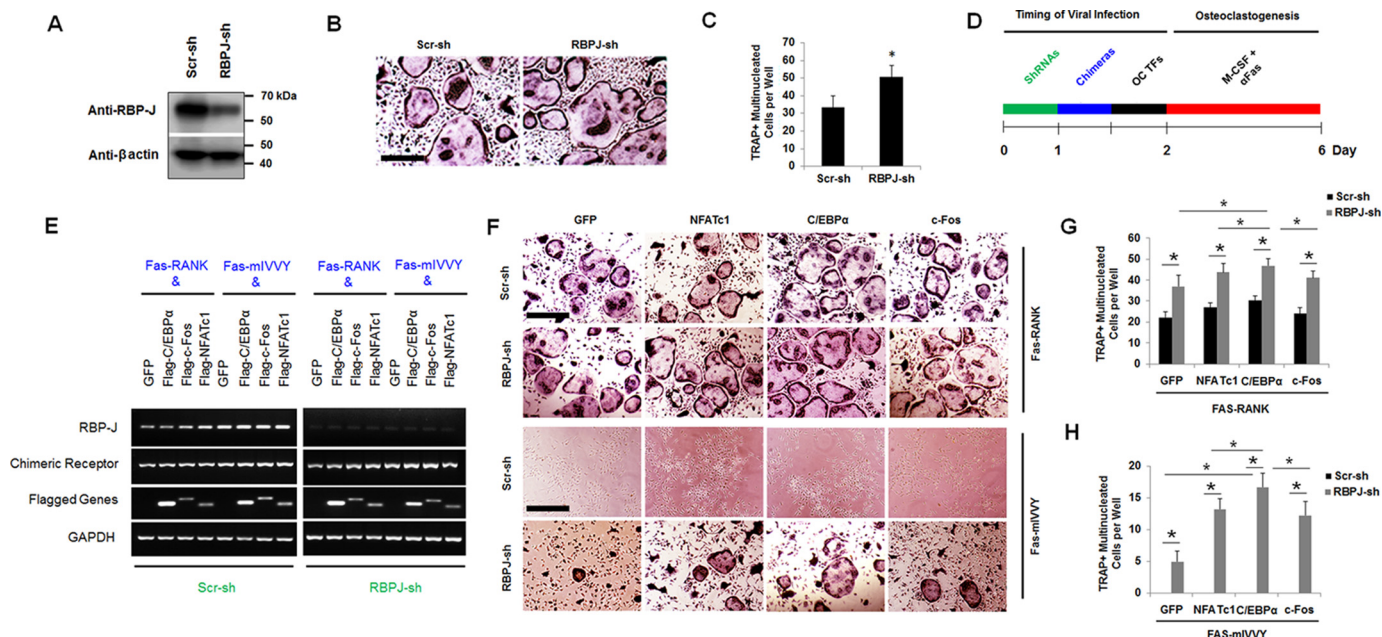 A
Scr-sh
RBPJ-sh
Anti-RBP-J
Anti-βactin
70 kDa
50
50
40
B
Scr-sh
RBPJ-sh
C
TRAP+ Multinucleated
Cells per Well
70
60
50
40
30
20
10
0
*
Scr-sh
RBPJ-sh
D
Timing of Viral Infection
Osteoclastogenesis
ShRNAs
Chimeras
OC TFs
M-CSF +
αFas
0
1
2
6
Day
E
Fas-RANK
&
Fas-mIVVY
&
Fas-RANK
&
Fas-mIVVY
&
GFP
Flag-C/EBPα
Flag-c-Fos
Flag-NFATc1
GFP
Flag-C/EBPα
Flag-c-Fos
Flag-NFATc1
GFP
Flag-C/EBPα
Flag-c-Fos
Flag-NFATc1
GFP
Flag-C/EBPα
Flag-c-Fos
Flag-NFATc1
RBP-J
Chimeric Receptor
Flagged Genes
GAPDH
Scr-sh
RBPJ-sh
F
GFP
NFATc1
C/EBPα
c-Fos
Scr-sh
RBPJ-sh
Fas-RANK
Scr-sh
RBPJ-sh
Fas-mIVVY
G
Scr-sh
RBPJ-sh
TRAP+ Multinucleated
Cells per Well
60
50
40
30
20
10
0
*
*
*
*
*
*
*
GFP
NFATc1
C/EBPα
c-Fos
FAS-RANK
H
Scr-sh
RBPJ-sh
TRAP+ Multinucleated
Cells per Well
20
15
10
5
0
*
*
*
*
*
*
*
GFP
NFATc1
C/EBPα
c-Fos
FAS-mIVVY